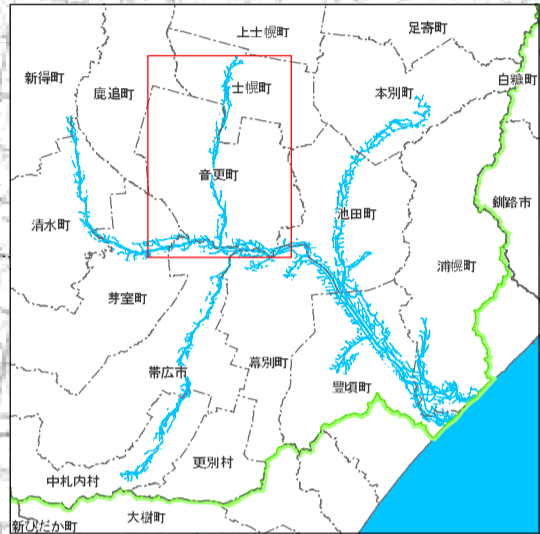 上士幌町
足寄町
新得町
鹿追町
士幌町
本別町
白糠町
音更町
清水町
池田町
釧路市
浦幌町
芽室町
帯広市
幕別町
豊頃町
中札内村
更別村
大樹町
新ひだか町